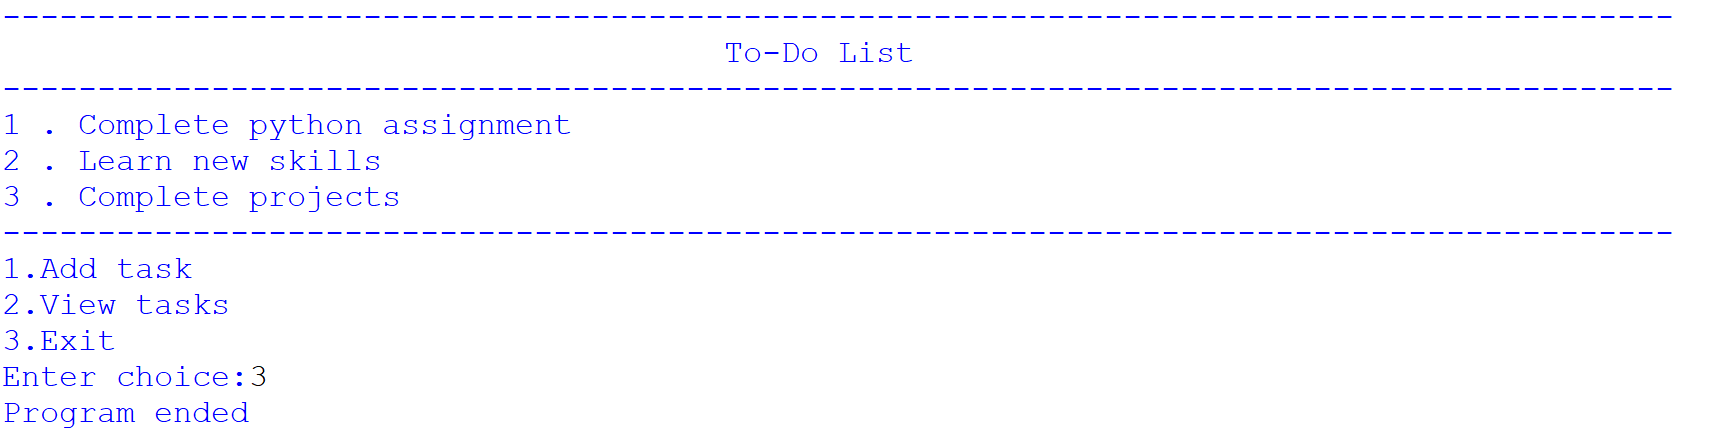 ----------------------------------------------------------------------------------------
To-Do List
----------------------------------------------------------------------------------------
1 . Complete python assignment
2 . Learn new skills
3 . Complete projects
----------------------------------------------------------------------------------------
1.Add task
2.View tasks
3.Exit
Enter choice:3
Program ended